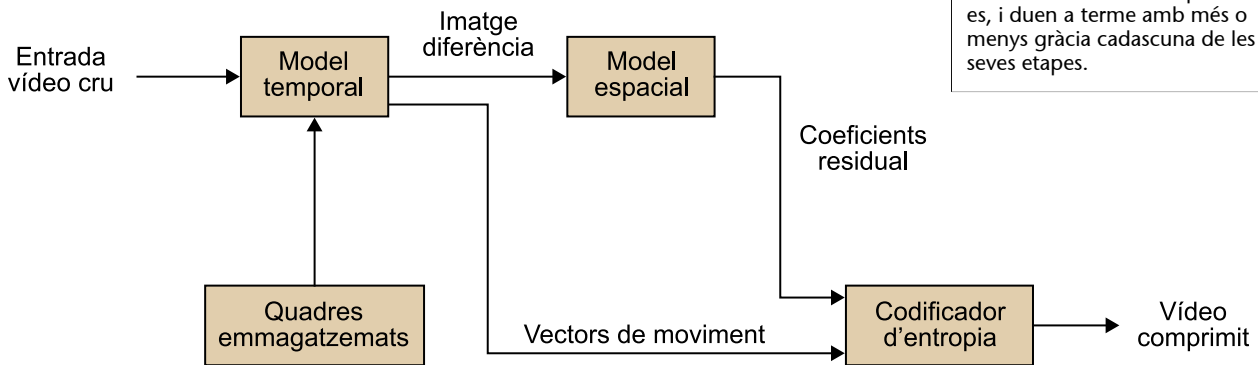 es, i duen a terme amb més o
menys gràcia cadascuna de les
seves etapes.
Entrada
vídeo cru
Model
temporal
Imatge
diferència
Model
espacial
Coeficients
residual
Quadres
emmagatzemats
Vectors de moviment
Codificador
d'entropia
Vídeo
comprimit